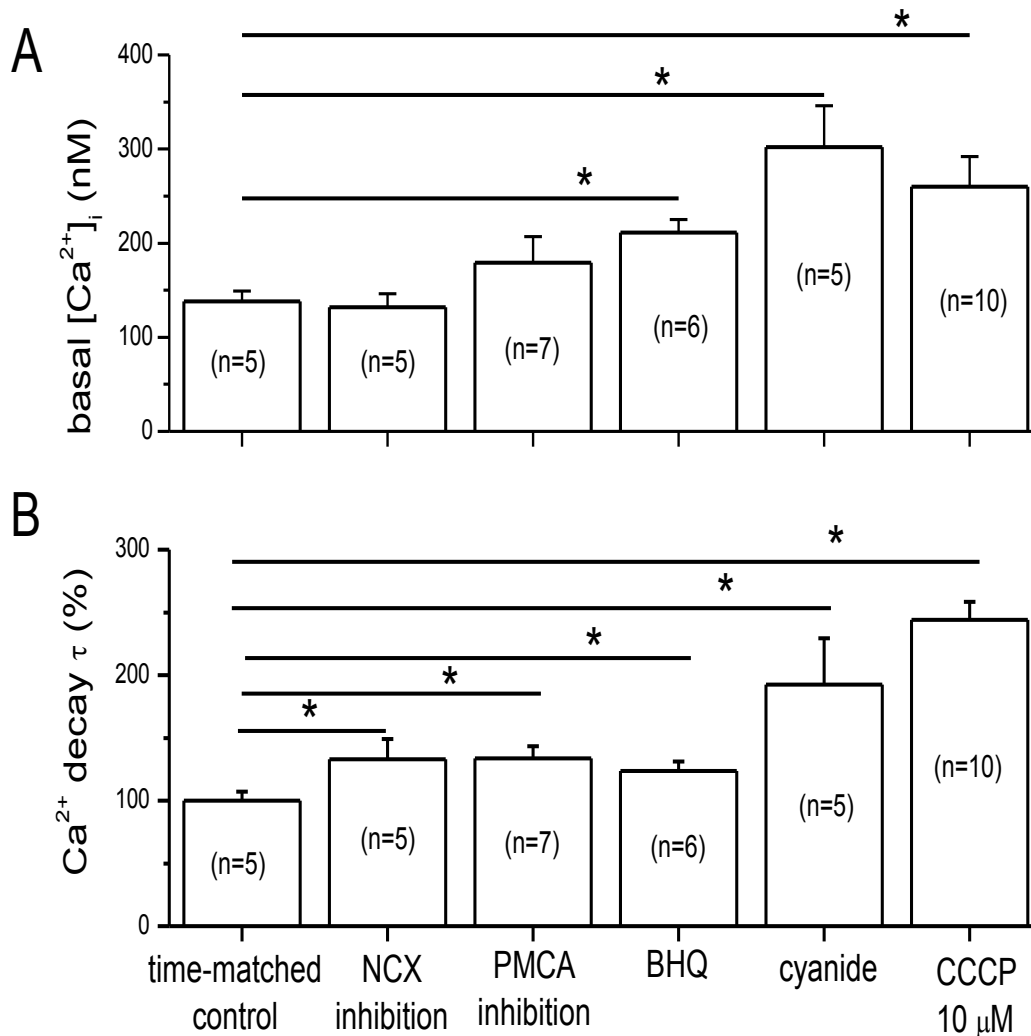 A
*
400
*
300
*
200
100
0
basal [Ca²⁺]ᵢ (nM)
(n=5)
(n=5)
(n=7)
(n=6)
(n=5)
(n=10)
B
300
*
*
*
*
*
200
100
0
Ca²⁺ decay τ (%)
(n=5)
(n=5)
(n=7)
(n=6)
(n=5)
(n=10)
time-matched
control
NCX
inhibition
PMCA
inhibition
BHQ
cyanide
CCCP
10 μM